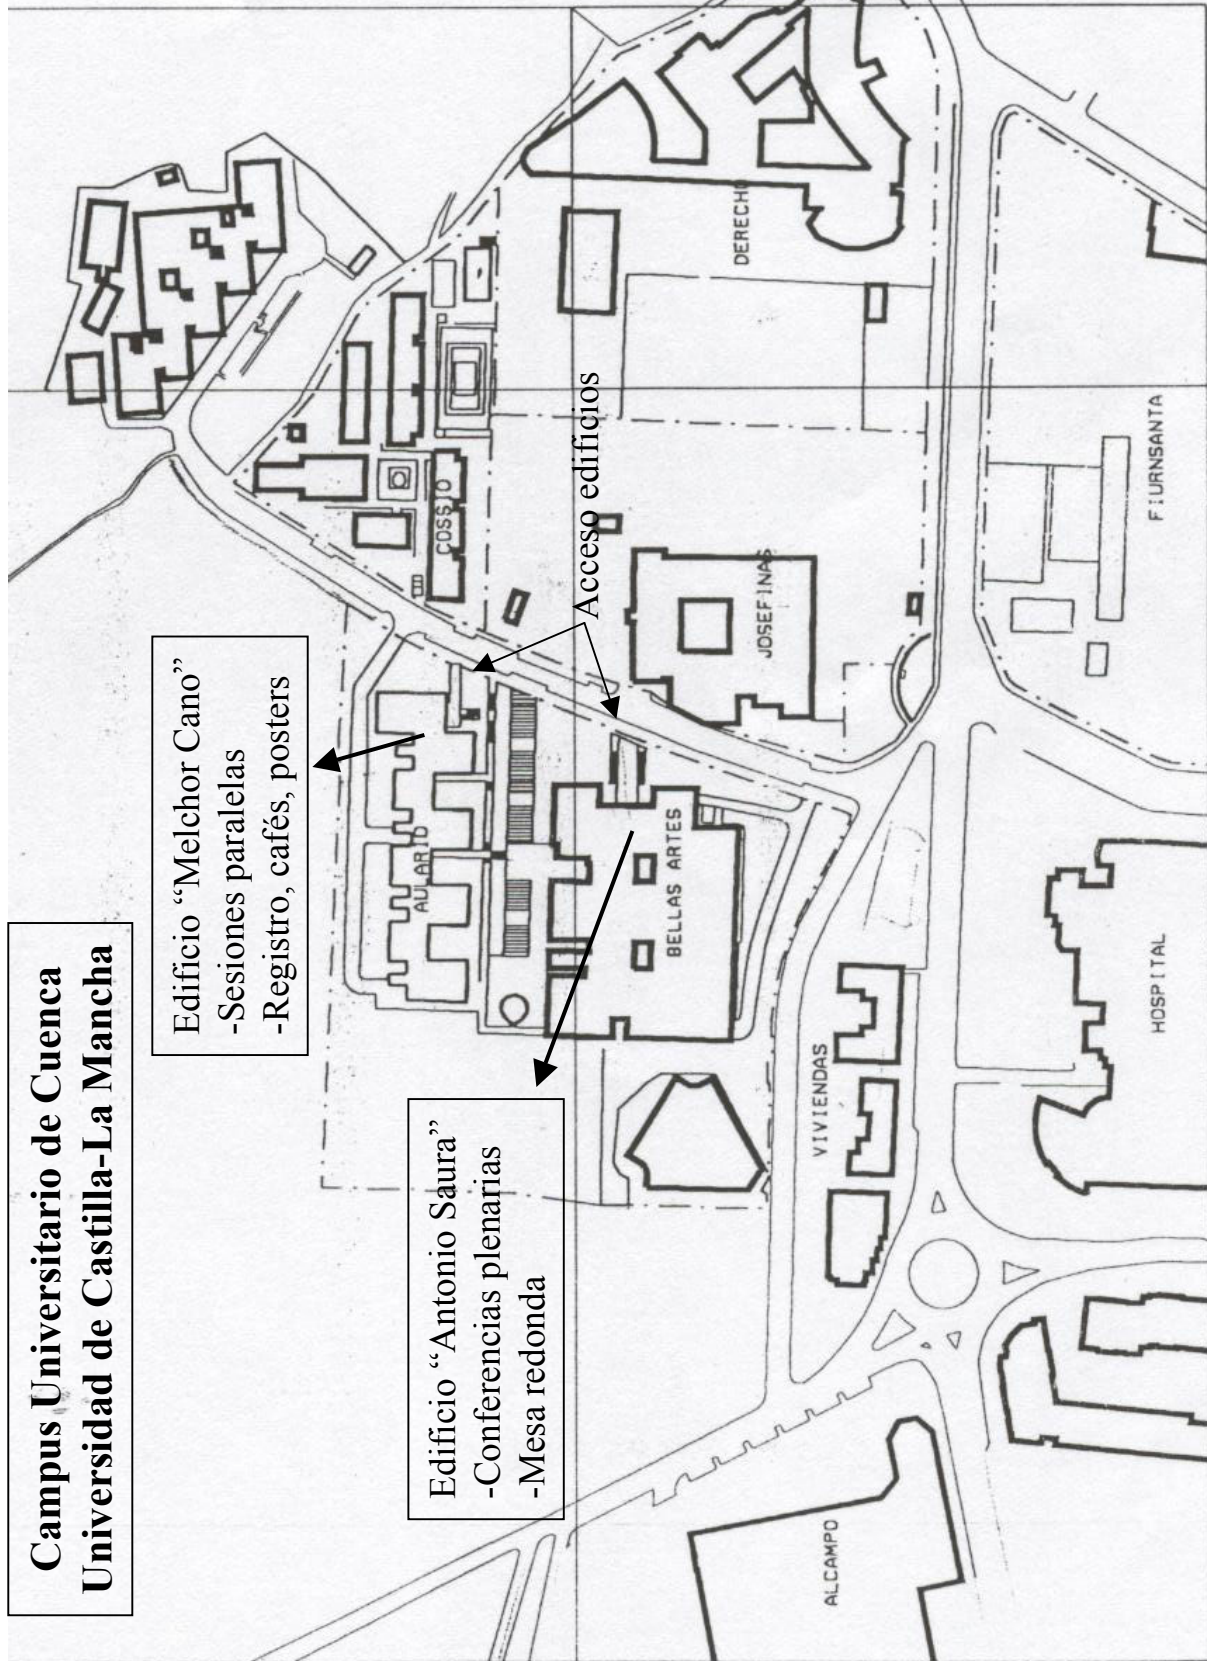 Campus Universitario de Cuenca
Universidad de Castilla-La Mancha
Edificio “Melchor Cano”
-Sesiones paralelas
-Registro, cafés, posters
Edificio “Antonio Saura”
-Conferencias plenarias
-Mesa redonda
Acceso edificios
COSSIO
AULARIO
BELLAS ARTES
JOSEFINAS
DERECHO
VIVIENDAS
ALCAMPO
HOSPITAL
FIURNSANTA